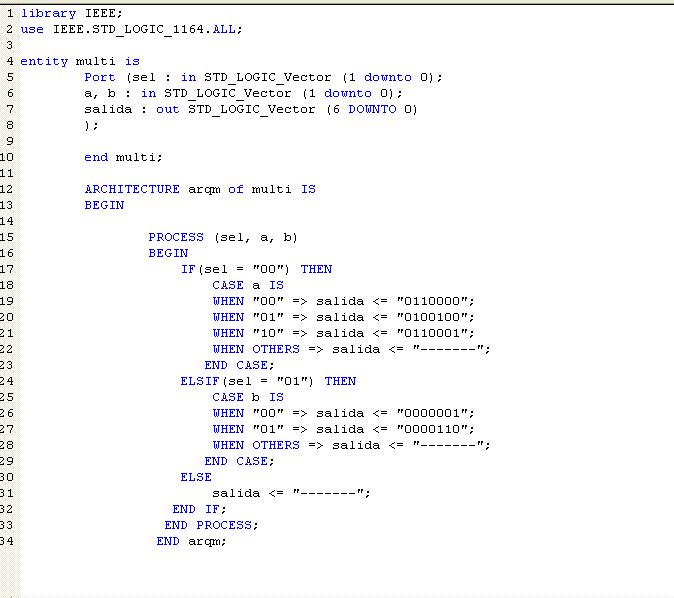 1 library IEEE;
2 use IEEE.STD_LOGIC_1164.ALL;
3
4 entity multi is
5 Port (sel : in STD_LOGIC_Vector (1 downto 0);
6 a, b : in STD_LOGIC_Vector (1 downto 0);
7 salida : out STD_LOGIC_Vector (6 DOWNTO 0)
8 );
9
10 end multi;
11
12 ARCHITECTURE arqm of multi IS
13 BEGIN
14
15 PROCESS (sel, a, b)
16 BEGIN
17 IF(sel = "00") THEN
18 CASE a IS
19 WHEN "00" => salida <= "0110000";
20 WHEN "01" => salida <= "0100100";
21 WHEN "10" => salida <= "0110001";
22 WHEN OTHERS => salida <= "-------";
23 END CASE;
24 ELSIF(sel = "01") THEN
25 CASE b IS
26 WHEN "00" => salida <= "0000001";
27 WHEN "01" => salida <= "0000110";
28 WHEN OTHERS => salida <= "-------";
29 END CASE;
30 ELSE
31 salida <= "-------";
32 END IF;
33 END PROCESS;
34 END arqm;